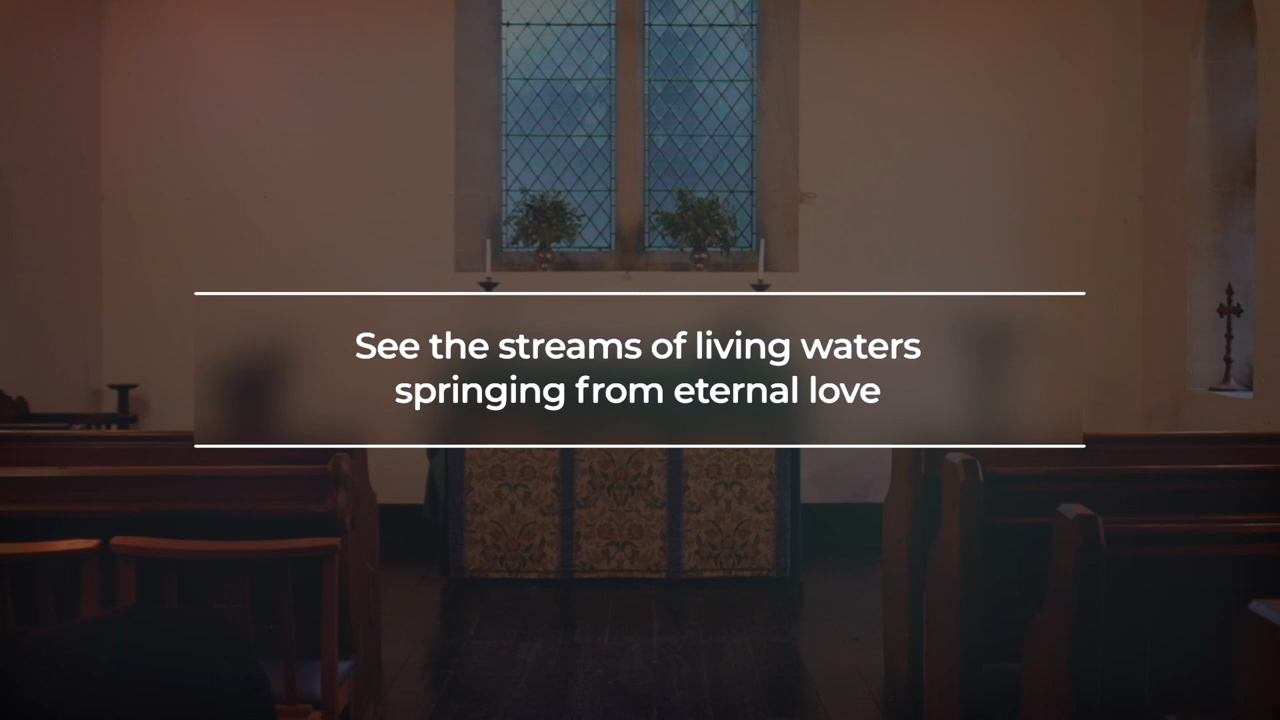 See the streams of living waters
springing from eternal love